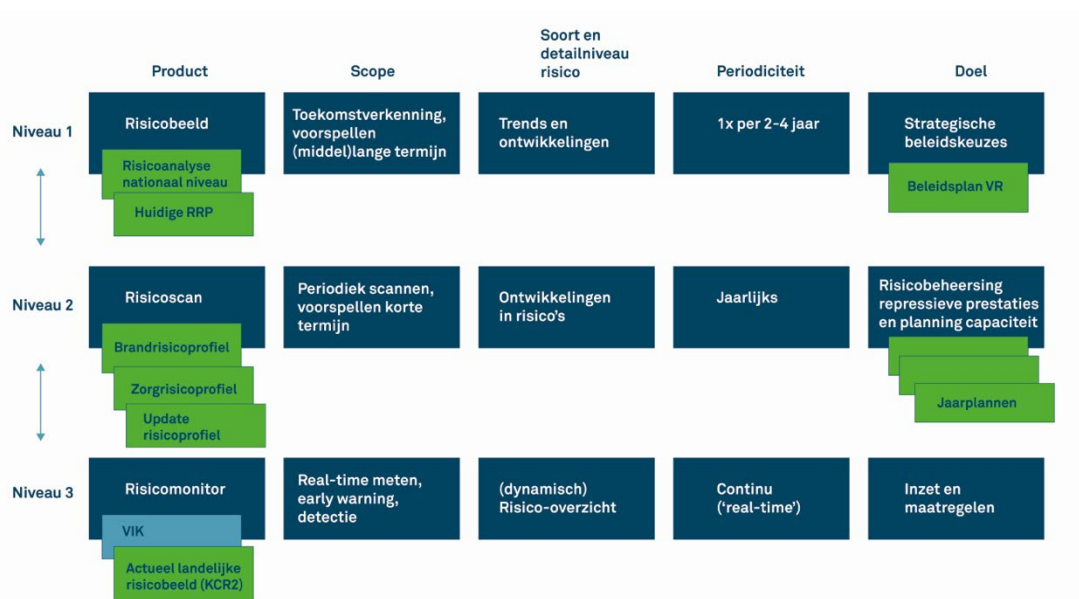 Product
Scope
Soort en
detailniveau
risico
Periodiciteit
Doel
Niveau 1
Risicobeeld
Risicoanalyse
nationaal niveau
Huidige RRP
Toekomstverkenning,
voorspellen
(middel)lange termijn
Trends en
ontwikkelingen
1x per 2-4 jaar
Strategische
beleidskeuzes
Beleidsplan VR
Niveau 2
Risicoscan
Brandrisicoprofiel
Zorgrisicoprofiel
Update
risicoprofiel
Periodiek scannen,
voorspellen korte
termijn
Ontwikkelingen
in risico's
Jaarlijks
Risicobeheersing
repressieve prestaties
en planning capaciteit
Jaarplannen
Niveau 3
Risicomonitor
VIK
Actueel landelijke
risicobeeld (KCR2)
Real-time meten,
early warning,
detectie
(dynamisch)
Risico-overzicht
Continu
('real-time')
Inzet en
maatregelen